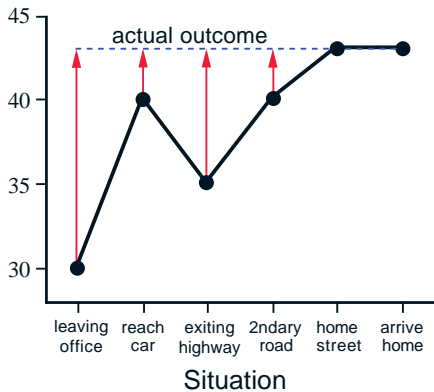 45
actual outcome
40
35
30
leaving
office
reach
car
exiting
highway
2ndary
road
home
street
arrive
home
Situation